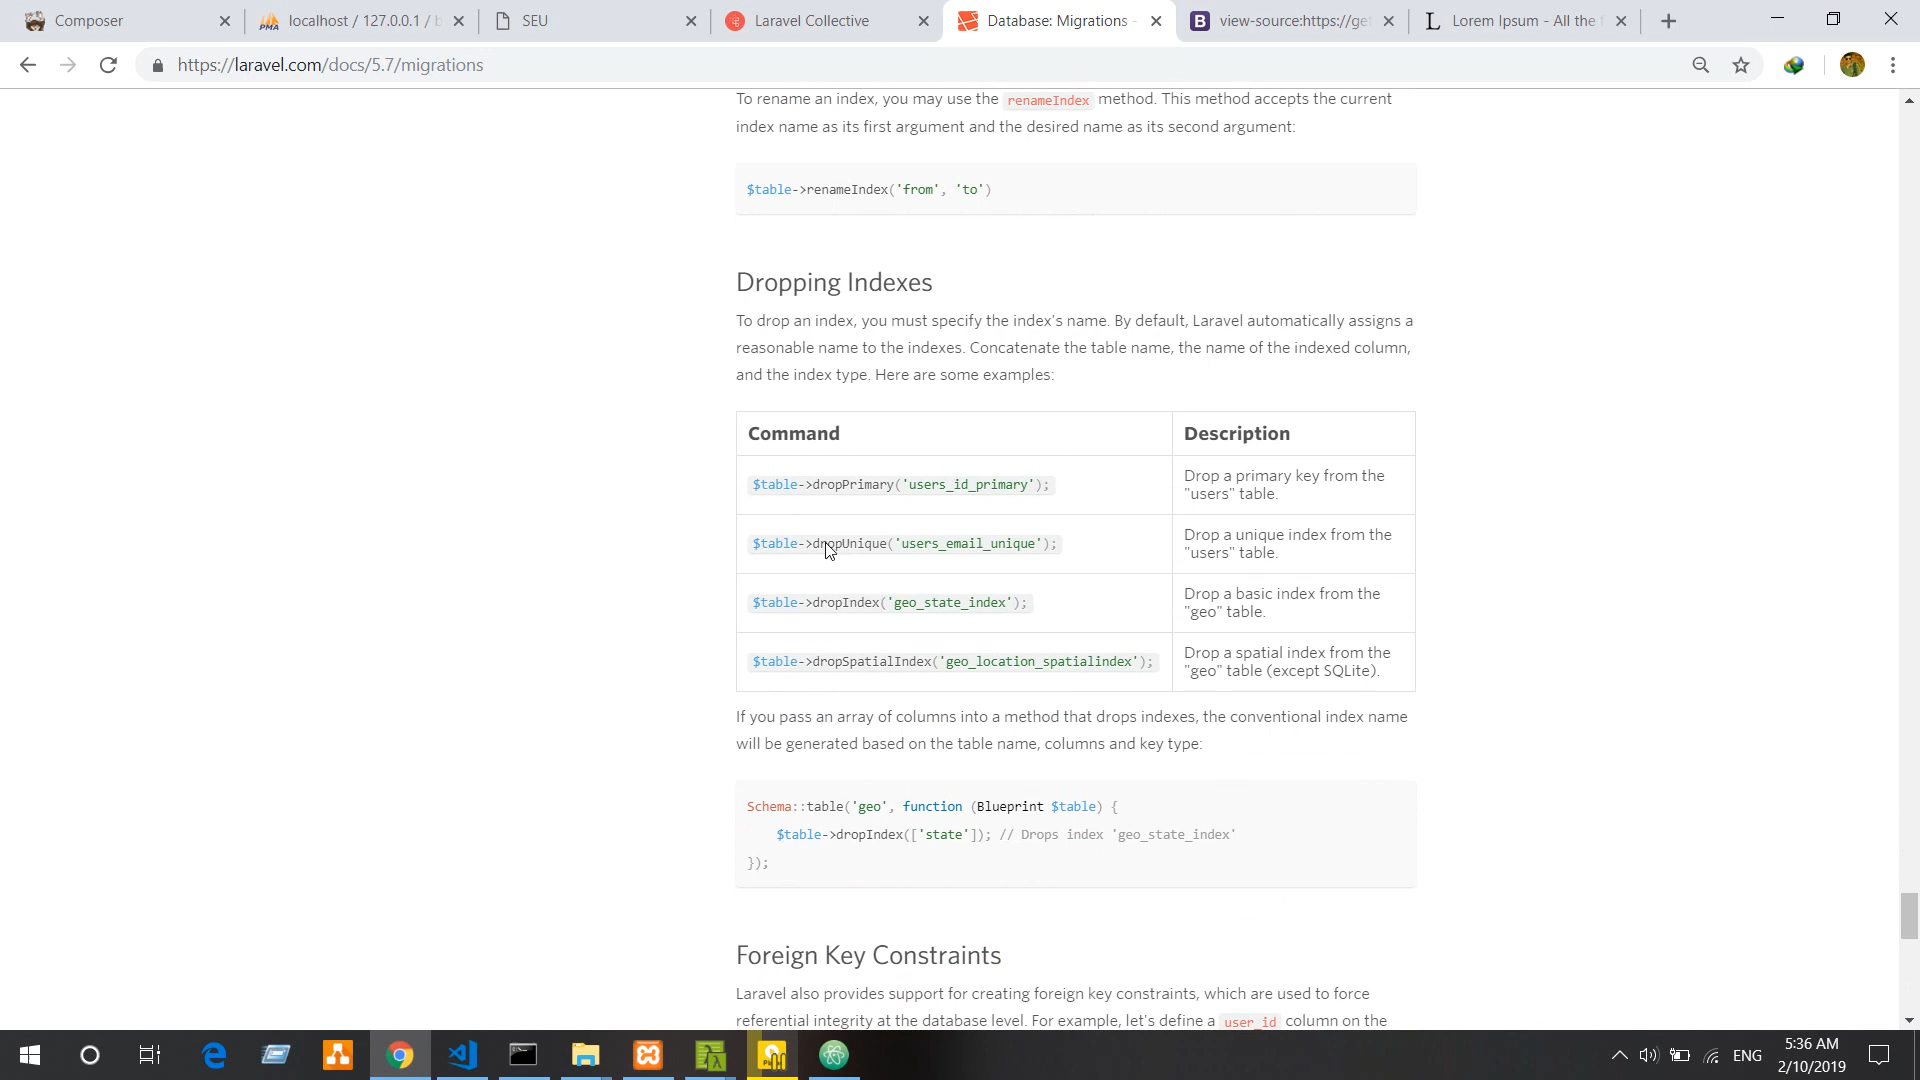 Composer
localhost / 127.0.0.1 / b
SEU
Laravel Collective
Database: Migrations -
view-source:https://get
Lorem Ipsum - All the f
https://laravel.com/docs/5.7/migrations
To rename an index, you may use the renameIndex method. This method accepts the current
index name as its first argument and the desired name as its second argument:
$table->renameIndex('from', 'to')
Dropping Indexes
To drop an index, you must specify the index's name. By default, Laravel automatically assigns a
reasonable name to the indexes. Concatenate the table name, the name of the indexed column,
and the index type. Here are some examples:
Command
Description
$table->dropPrimary('users_id_primary');
Drop a primary key from the
"users" table.
$table->dropUnique('users_email_unique');
Drop a unique index from the
"users" table.
$table->dropIndex('geo_state_index');
Drop a basic index from the
"geo" table.
$table->dropSpatialIndex('geo_location_spatialindex');
Drop a spatial index from the
"geo" table (except SQLite).
If you pass an array of columns into a method that drops indexes, the conventional index name
will be generated based on the table name, columns and key type:
Schema::table('geo', function (Blueprint $table) {
$table->dropIndex(['state']); // Drops index 'geo_state_index'
});
Foreign Key Constraints
Laravel also provides support for creating foreign key constraints, which are used to force
referential integrity at the database level. For example, let's define a user_id column on the
ENG
5:36 AM
2/10/2019